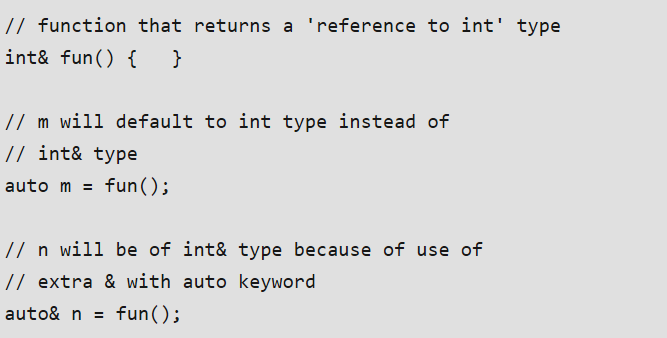 // function that returns a 'reference to int' type
int& fun() {   }
// m will default to int type instead of
// int& type
auto m = fun();
// n will be of int& type because of use of
// extra & with auto keyword
auto& n = fun();